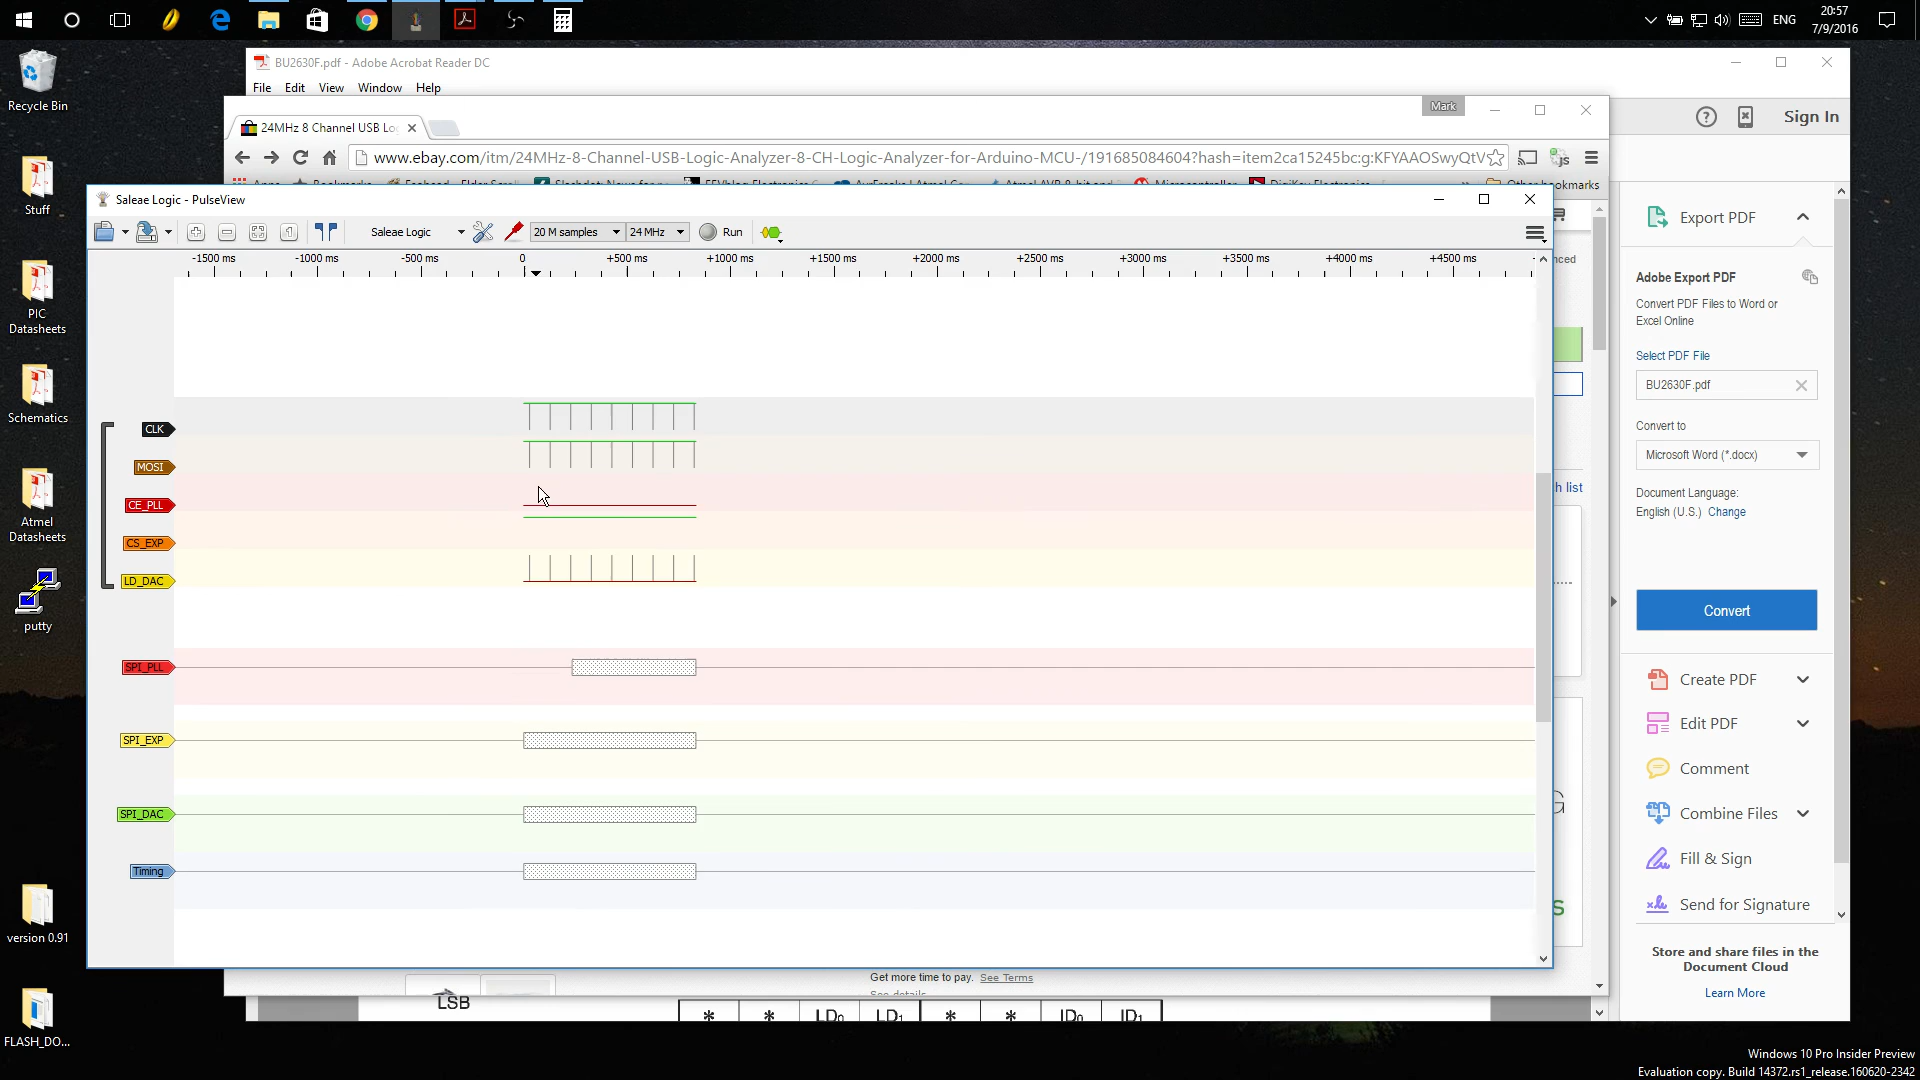 ENG
20:57
7/9/2016
BU2630F.pdf - Adobe Acrobat Reader DC
File Edit View Window Help
Mark
24MHz 8 Channel USB Lo
www.ebay.com/itm/24MHz-8-Channel-USB-Logic-Analyzer-8-CH-Logic-Analyzer-for-Arduino-MCU-/191685084604?hash=item2ca15245bc:g:KFYAAOSwyQtV
Sign In
Saleae Logic - PulseView
Saleae Logic 20 M samples 24 MHz Run
-1500 ms -1000 ms -500 ms 0 +500 ms +1000 ms +1500 ms +2000 ms +2500 ms +3000 ms +3500 ms +4000 ms +4500 ms
CLK
MOSI
CE_PLL
CS_EXP
LD_DAC
SPI_PLL
SPI_EXP
SPI_DAC
Timing
Recycle Bin
Stuff
PIC
Datasheets
Schematics
Atmel
Datasheets
putty
version 0.91
FLASH_DO...
Export PDF
Adobe Export PDF
Convert PDF Files to Word or
Excel Online
Select PDF File
BU2630F.pdf
Convert to
Microsoft Word (*.docx)
Document Language:
English (U.S.) Change
Convert
Create PDF
Edit PDF
Comment
Combine Files
Fill & Sign
Send for Signature
Store and share files in the
Document Cloud
Learn More
h list
Get more time to pay. See Terms
LSB
* * LD0 LD1 * * ID0 ID1
Windows 10 Pro Insider Preview
Evaluation copy. Build 14372.rs1_release.160620-2342